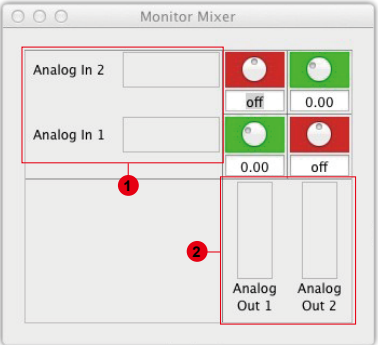 Monitor Mixer
Analog In 2
off 0.00
Analog In 1
0.00 off
1
2
Analog Out 1
Analog Out 2